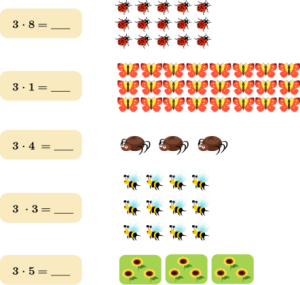 3 · 8 = ___
3 · 1 = ___
3 · 4 = ___
3 · 3 = ___
3 · 5 = ___